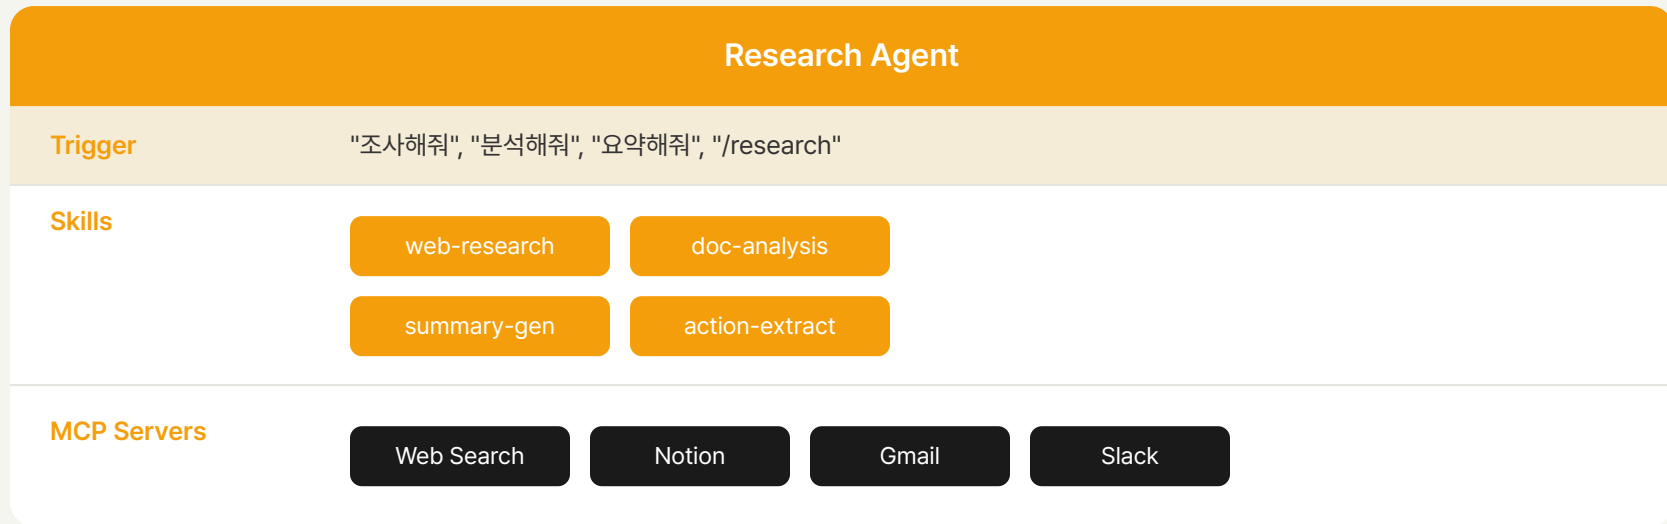 Research Agent
Trigger
"조사해줘", "분석해줘", "요약해줘", "/research"
Skills
web-research
doc-analysis
summary-gen
action-extract
MCP Servers
Web Search
Notion
Gmail
Slack